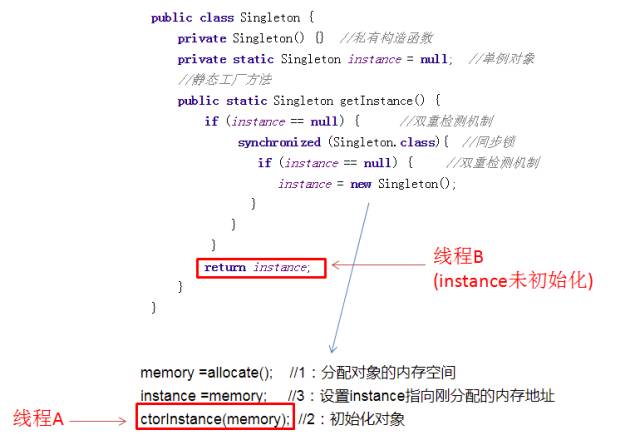 public class Singleton {
private Singleton() {} //私有构造函数
private static Singleton instance = null; //单例对象
//静态工厂方法
public static Singleton getInstance() {
if (instance == null) { //双重检测机制
synchronized (Singleton.class){ //同步锁
if (instance == null) { //双重检测机制
instance = new Singleton();
}
}
}
return instance;
线程B
(instance未初始化)
}
}
memory =allocate(); //1：分配对象的内存空间
instance =memory; //3：设置instance指向刚分配的内存地址
线程A
ctorInstance(memory); //2：初始化对象